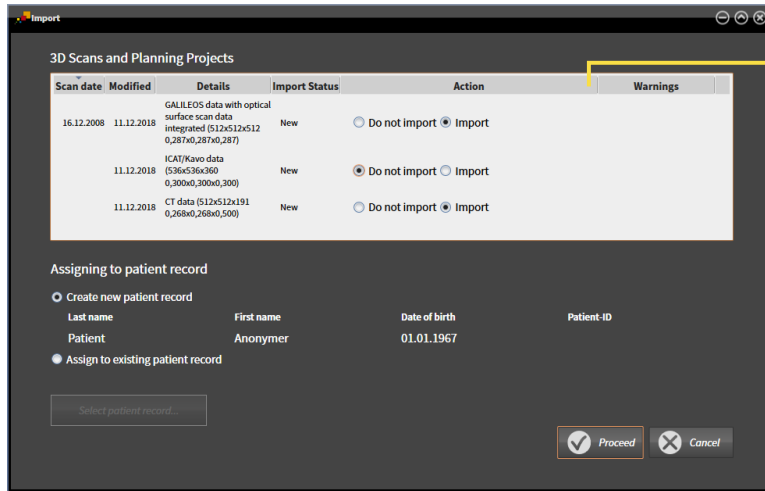 Import
3D Scans and Planning Projects
Scan date Modified Details Import Status Action Warnings
GALILEOS data with optical
surface scan data
16.12.2008 11.12.2018 integrated (512x512x512 New Do not import Import
0,287x0,287x0,287)
ICAT/Kavo data
11.12.2018 (536x536x360 New Do not import Import
0,300x0,300x0,300)
11.12.2018 CT data (512x512x191 New Do not import Import
0,268x0,268x0,500)
Assigning to patient record
Create new patient record
Last name First name Date of birth Patient-ID
Patient Anonymer 01.01.1967
Assign to existing patient record
Select patient record...
Proceed Cancel